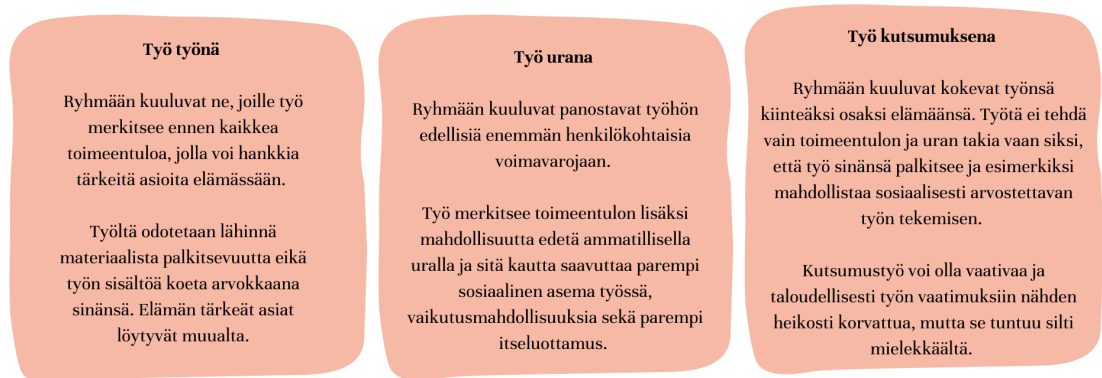 Työ työnä
Ryhmään kuuluvat ne, joille työ
merkitsee ennen kaikkea
toimeentuloa, jolla voi hankkia
tärkeitä asioita elämässään.
Työltä odotetaan lähinnä
materiaalista palkitsevuutta eikä
työn sisältöä koeta arvokkaana
sinänsä. Elämän tärkeät asiat
löytyvät muualta.
Työ urana
Ryhmään kuuluvat panostavat työhön
edellisiä enemmän henkilökohtaisia
voimavarojaan.
Työ merkitsee toimeentulon lisäksi
mahdollisuutta edetä ammatillisella
uralla ja sitä kautta saavuttaa parempi
sosiaalinen asema työssä,
vaikutusmahdollisuuksia sekä parempi
itseluottamus.
Työ kutsumuksena
Ryhmään kuuluvat kokevat työnsä
kiinteäksi osaksi elämäänsä. Työtä ei tehdä
vain toimeentulon ja uran takia vaan siksi,
että työ sinänsä palkitsee ja esimerkiksi
mahdollistaa sosiaalisesti arvostettavan
työn tekemisen.
Kutsumustyö voi olla vaativaa ja
taloudellisesti työn vaatimuksiin nähden
heikosti korvattua, mutta se tuntuu silti
mielekkäältä.